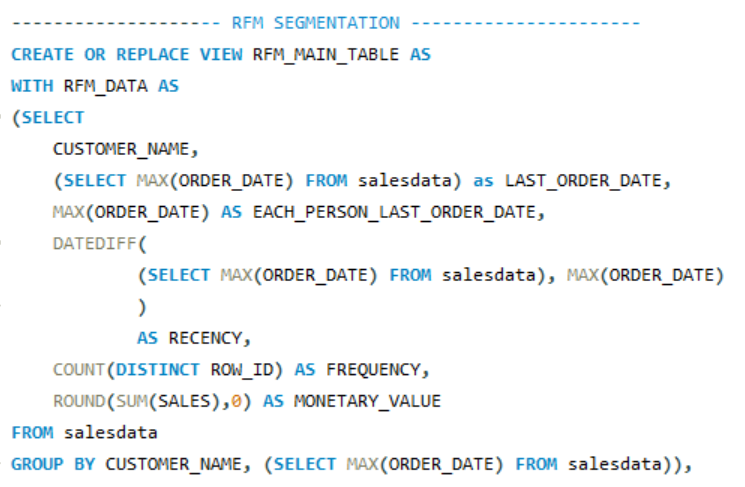 -------------------- RFM SEGMENTATION ----------------------
CREATE OR REPLACE VIEW RFM_MAIN_TABLE AS
WITH RFM_DATA AS
(SELECT
    CUSTOMER_NAME,
    (SELECT MAX(ORDER_DATE) FROM salesdata) as LAST_ORDER_DATE,
    MAX(ORDER_DATE) AS EACH_PERSON_LAST_ORDER_DATE,
    DATEDIFF(
            (SELECT MAX(ORDER_DATE) FROM salesdata), MAX(ORDER_DATE)
            )
            AS RECENCY,
    COUNT(DISTINCT ROW_ID) AS FREQUENCY,
    ROUND(SUM(SALES),0) AS MONETARY_VALUE
FROM salesdata
GROUP BY CUSTOMER_NAME, (SELECT MAX(ORDER_DATE) FROM salesdata)),